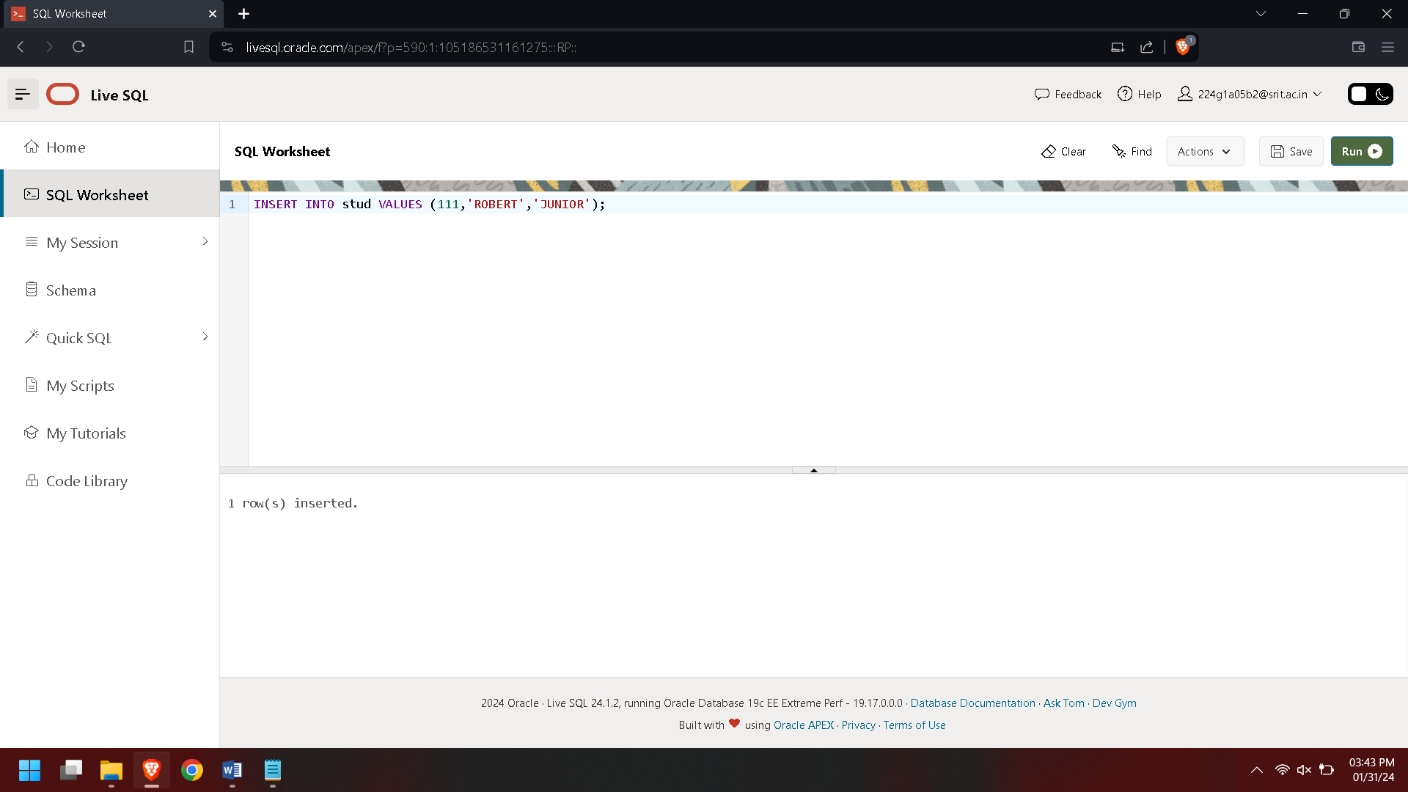 SQL Worksheet
livesql.oracle.com/apex/f?p=590:1:105186531161275:::RP::
1
Live SQL
Feedback
Help
224g1a05b2@srit.ac.in
Home
SQL Worksheet
My Session
Schema
Quick SQL
My Scripts
My Tutorials
Code Library
SQL Worksheet
Clear
Find
Actions
Save
Run
1 INSERT INTO stud VALUES (111,'ROBERT','JUNIOR');
1 row(s) inserted.
2024 Oracle · Live SQL 24.1.2, running Oracle Database 19c EE Extreme Perf - 19.17.0.0.0 · Database Documentation · Ask Tom · Dev Gym
Built with ❤ using Oracle APEX · Privacy · Terms of Use
03:43 PM
01/31/24